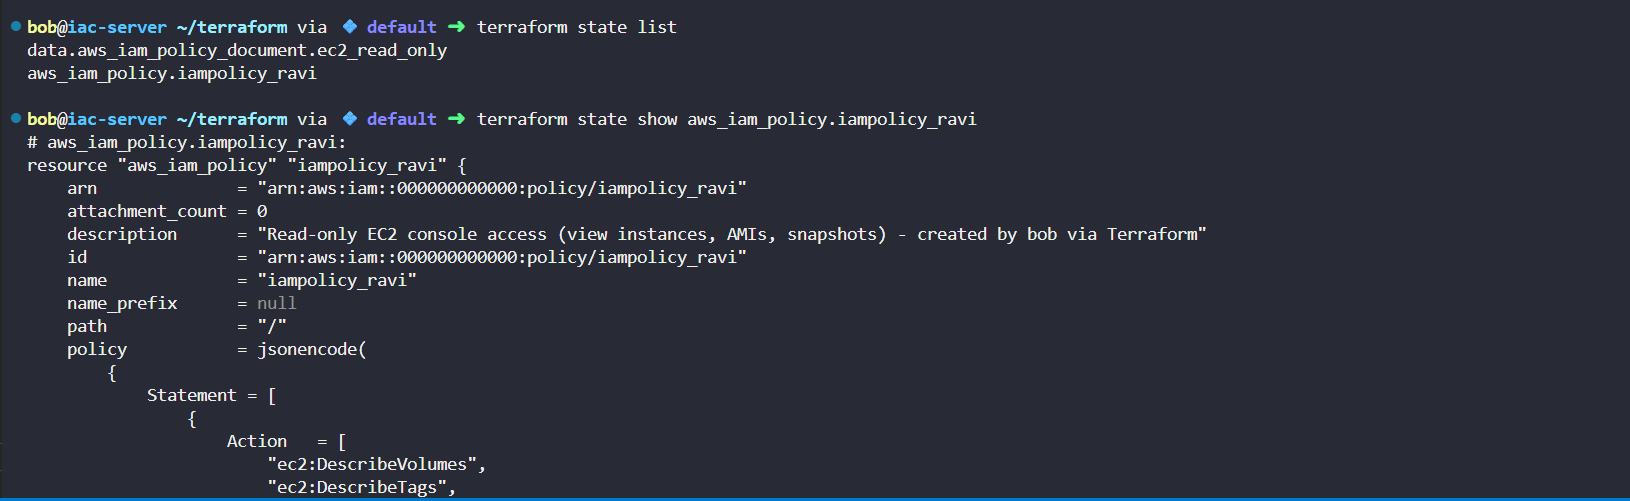 bob@iac-server ~/terraform via ◆ default ➜ terraform state list
data.aws_iam_policy_document.ec2_read_only
aws_iam_policy.iampolicy_ravi
bob@iac-server ~/terraform via ◆ default ➜ terraform state show aws_iam_policy.iampolicy_ravi
# aws_iam_policy.iampolicy_ravi:
resource "aws_iam_policy" "iampolicy_ravi" {
    arn              = "arn:aws:iam::000000000000:policy/iampolicy_ravi"
    attachment_count = 0
    description      = "Read-only EC2 console access (view instances, AMIs, snapshots) - created by bob via Terraform"
    id               = "arn:aws:iam::000000000000:policy/iampolicy_ravi"
    name             = "iampolicy_ravi"
    name_prefix      = null
    path             = "/"
    policy           = jsonencode(
        {
            Statement = [
                {
                    Action   = [
                        "ec2:DescribeVolumes",
                        "ec2:DescribeTags",